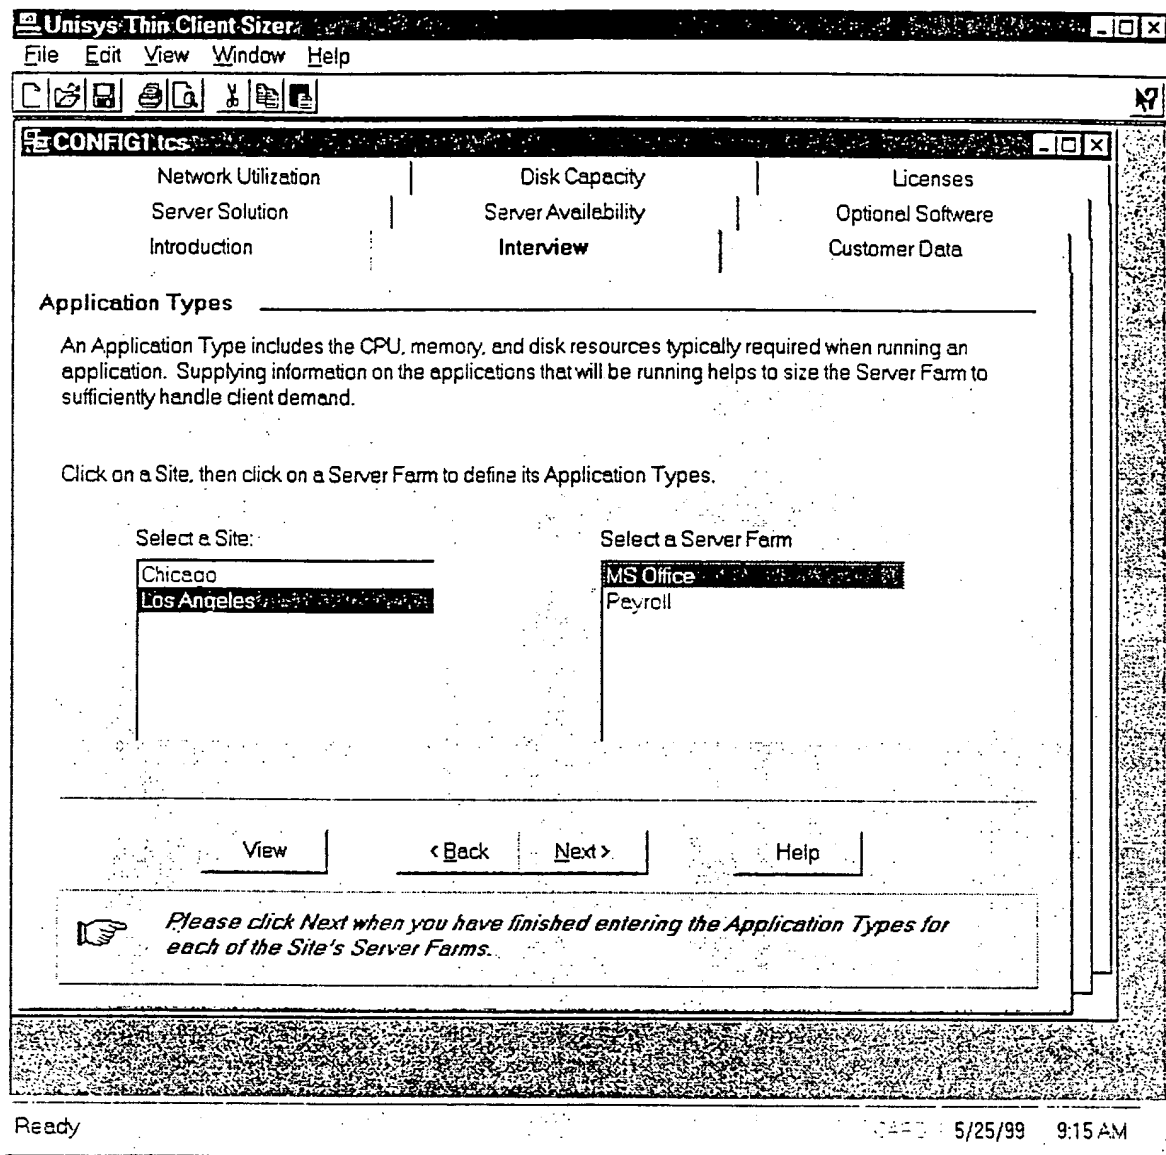 Unisys Thin Client Sizer
File Edit View Window Help
CONFIG1.tcs
Network Utilization Disk Capacity Licenses
Server Solution Server Availability Optional Software
Introduction Interview Customer Data
Application Types
An Application Type includes the CPU, memory, and disk resources typically required when running an
application. Supplying information on the applications that will be running helps to size the Server Farm to
sufficiently handle client demand.
Click on a Site, then click on a Server Farm to define its Application Types.
Select a Site: Select a Server Farm
Chicago MS Office
Los Angeles Payroll
View < Back Next > Help
Please click Next when you have finished entering the Application Types for
each of the Site's Server Farms.
Ready 5/25/99 9:15 AM